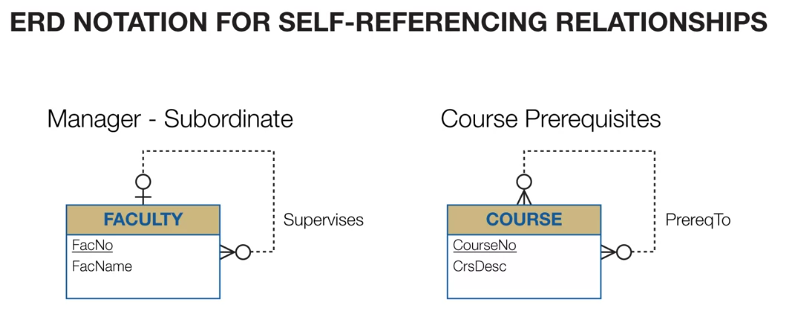 ERD NOTATION FOR SELF-REFERENCING RELATIONSHIPS
Manager - Subordinate
FACULTY
FacNo
FacName
Supervises
Course Prerequisites
COURSE
CourseNo
CrsDesc
PrereqTo